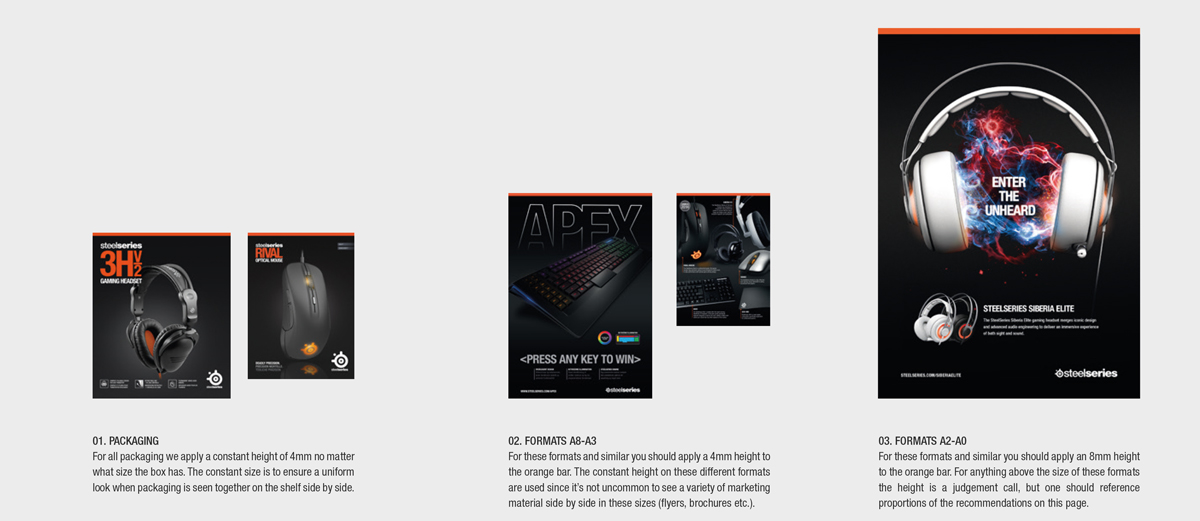 steelseries
3HV2
GAMING HEADSET
steelseries
RIVAL
OPTICAL MOUSE
APEX
<PRESS ANY KEY TO WIN>
steelseries
ENTER
THE
UNHEARD
STEELSERIES SIBERIA ELITE
The SteelSeries Siberia Elite gaming headset merges iconic design
and advanced audio engineering to deliver an immersive experience
of both sight and sound.
STEELSERIES.COM/SIBERIAELITE
steelseries
01. PACKAGING
For all packaging we apply a constant height of 4mm no matter
what size the box has. The constant size is to ensure a uniform
look when packaging is seen together on the shelf side by side.
02. FORMATS A8-A3
For these formats and similar you should apply a 4mm height to
the orange bar. The constant height on these different formats
are used since it's not uncommon to see a variety of marketing
material side by side in these sizes (flyers, brochures etc.).
03. FORMATS A2-A0
For these formats and similar you should apply an 8mm height
to the orange bar. For anything above the size of these formats
the height is a judgement call, but one should reference
proportions of the recommendations on this page.